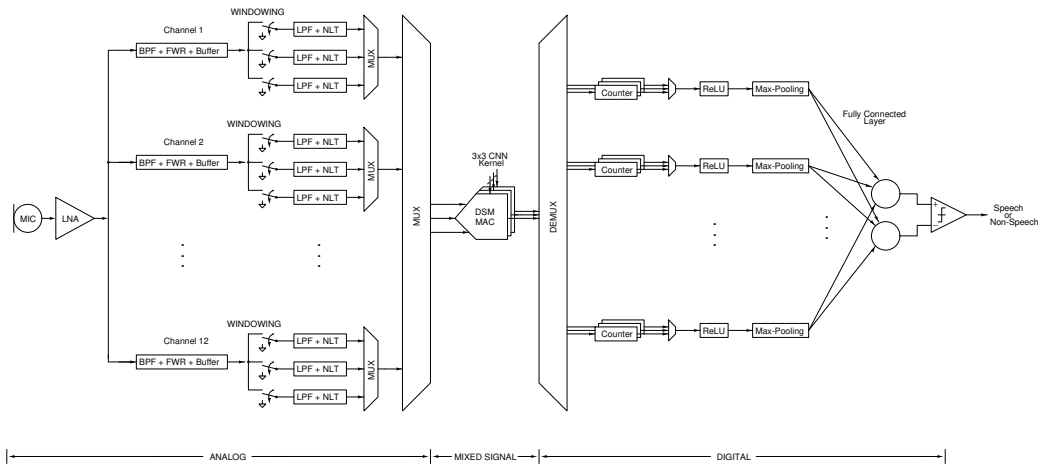 WINDOWING
Channel 1
BPF + FWR + Buffer
LPF + NLT
LPF + NLT
LPF + NLT
MUX
WINDOWING
Channel 2
BPF + FWR + Buffer
LPF + NLT
LPF + NLT
LPF + NLT
MUX
MIC
LNA
WINDOWING
Channel 12
BPF + FWR + Buffer
LPF + NLT
LPF + NLT
LPF + NLT
MUX
MUX
3x3 CNN
Kernel
DSM
MAC
DEMUX
Counter
ReLU
Max-Pooling
Counter
ReLU
Max-Pooling
Counter
ReLU
Max-Pooling
Fully Connected
Layer
+
−
Speech
or
Non-Speech
ANALOG
MIXED SIGNAL
DIGITAL